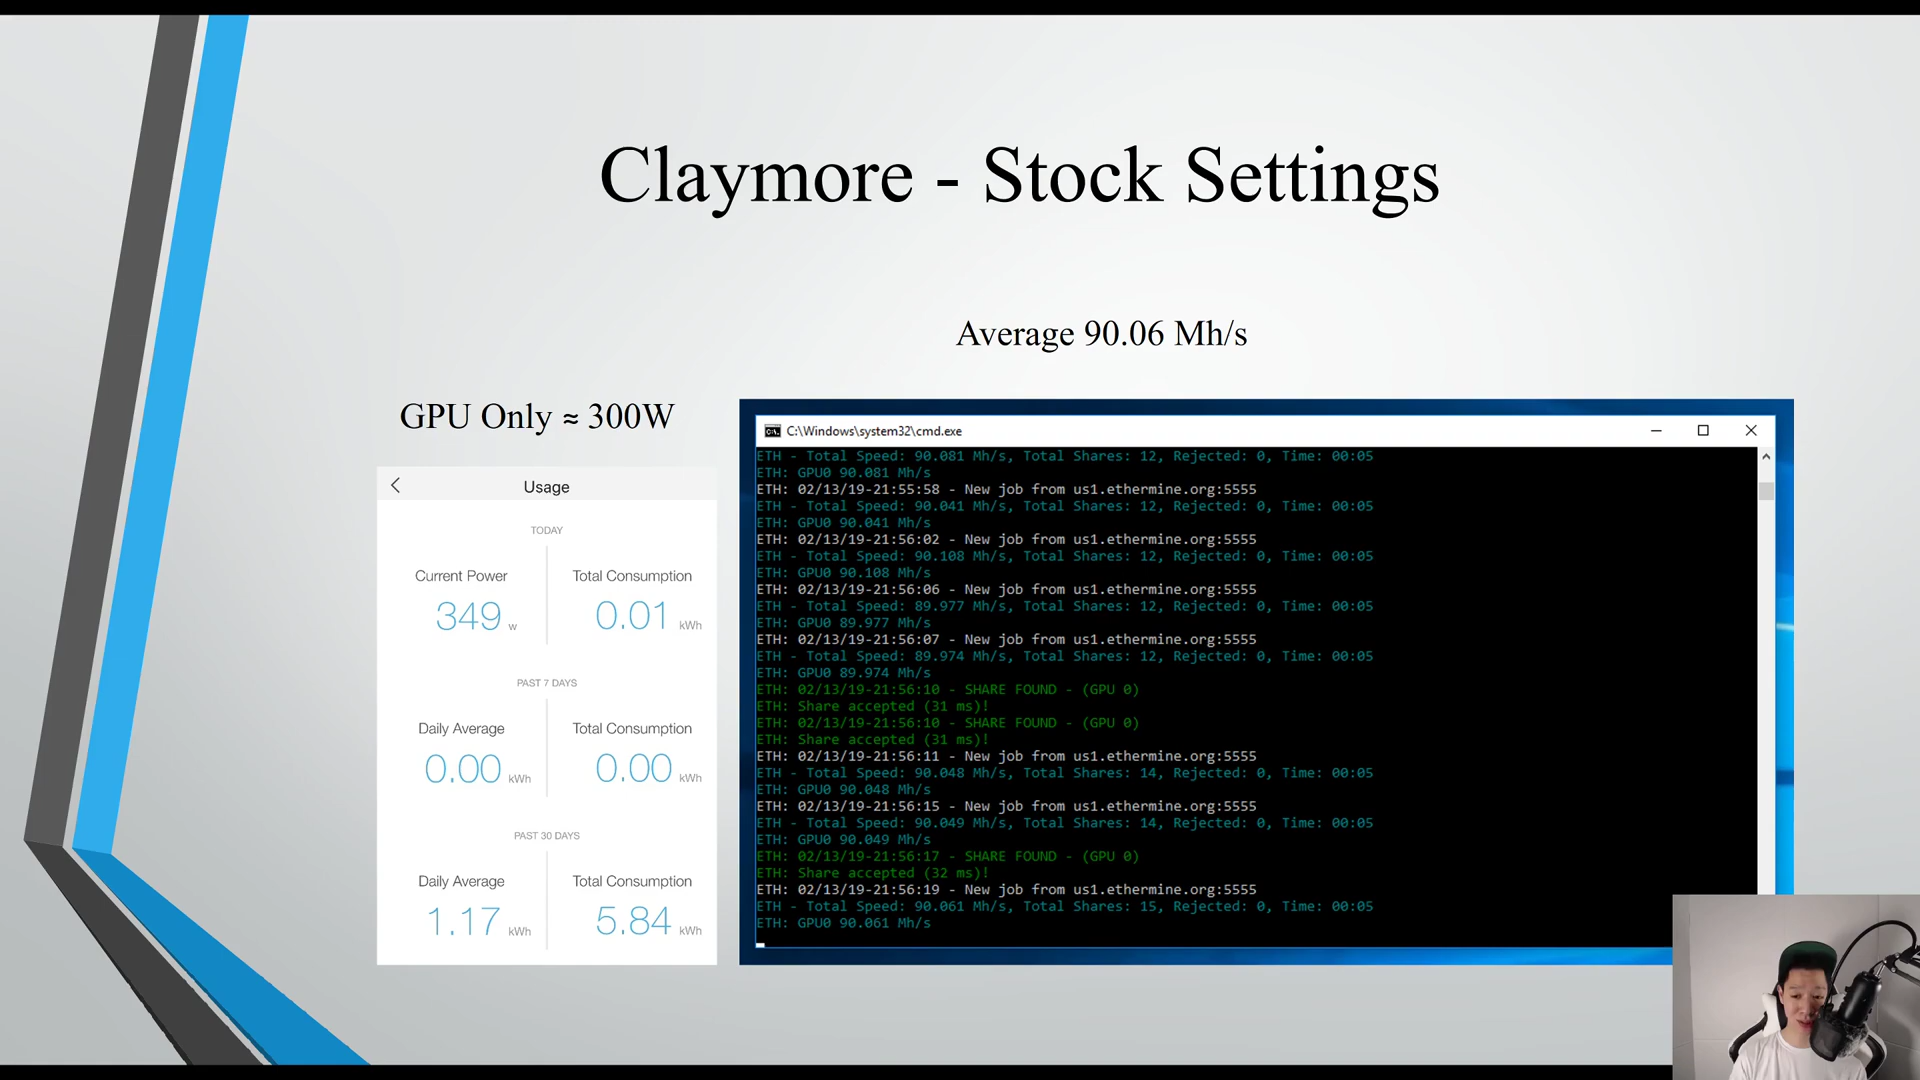 Claymore - Stock Settings
Average 90.06 Mh/s
GPU Only ≈ 300W
Usage
TODAY
Current Power
Total Consumption
349 w
0.01 kWh
PAST 7 DAYS
Daily Average
Total Consumption
0.00 kWh
0.00 kWh
PAST 30 DAYS
Daily Average
Total Consumption
1.17 kWh
5.84 kWh
C:\Windows\system32\cmd.exe
ETH - Total Speed: 90.081 Mh/s, Total Shares: 12, Rejected: 0, Time: 00:05
ETH: GPU0 90.081 Mh/s
ETH: 02/13/19-21:55:58 - New job from us1.ethermine.org:5555
ETH - Total Speed: 90.041 Mh/s, Total Shares: 12, Rejected: 0, Time: 00:05
ETH: GPU0 90.041 Mh/s
ETH: 02/13/19-21:56:02 - New job from us1.ethermine.org:5555
ETH - Total Speed: 90.108 Mh/s, Total Shares: 12, Rejected: 0, Time: 00:05
ETH: GPU0 90.108 Mh/s
ETH: 02/13/19-21:56:06 - New job from us1.ethermine.org:5555
ETH - Total Speed: 89.977 Mh/s, Total Shares: 12, Rejected: 0, Time: 00:05
ETH: GPU0 89.977 Mh/s
ETH: 02/13/19-21:56:07 - New job from us1.ethermine.org:5555
ETH - Total Speed: 89.974 Mh/s, Total Shares: 12, Rejected: 0, Time: 00:05
ETH: GPU0 89.974 Mh/s
ETH: 02/13/19-21:56:10 - SHARE FOUND - (GPU 0)
ETH: Share accepted (31 ms)!
ETH: 02/13/19-21:56:10 - SHARE FOUND - (GPU 0)
ETH: Share accepted (31 ms)!
ETH: 02/13/19-21:56:11 - New job from us1.ethermine.org:5555
ETH - Total Speed: 90.048 Mh/s, Total Shares: 14, Rejected: 0, Time: 00:05
ETH: GPU0 90.048 Mh/s
ETH: 02/13/19-21:56:15 - New job from us1.ethermine.org:5555
ETH - Total Speed: 90.049 Mh/s, Total Shares: 14, Rejected: 0, Time: 00:05
ETH: GPU0 90.049 Mh/s
ETH: 02/13/19-21:56:17 - SHARE FOUND - (GPU 0)
ETH: Share accepted (32 ms)!
ETH: 02/13/19-21:56:19 - New job from us1.ethermine.org:5555
ETH - Total Speed: 90.061 Mh/s, Total Shares: 15, Rejected: 0, Time: 00:05
ETH: GPU0 90.061 Mh/s